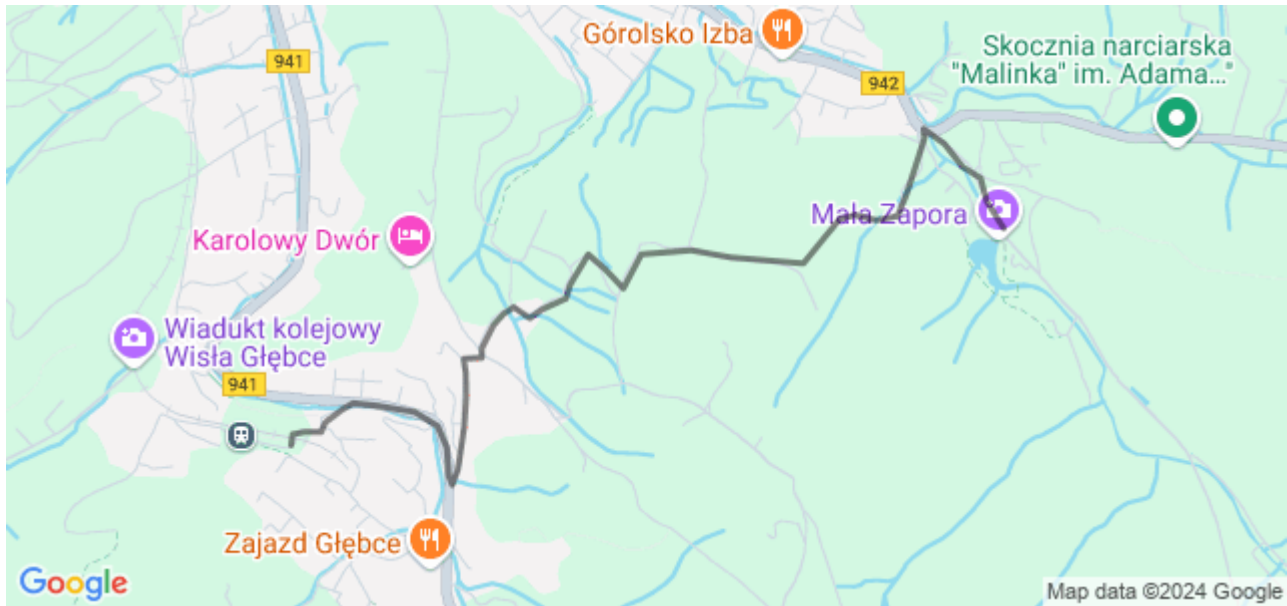 Górolsko Izba
Skocznia narciarska
"Malinka" im. Adama..."
941
942
Mała Zapora
Karolowy Dwór
Wiadukt kolejowy
Wisła Głębce
941
Zajazd Głębce
Google
Map data ©2024 Google